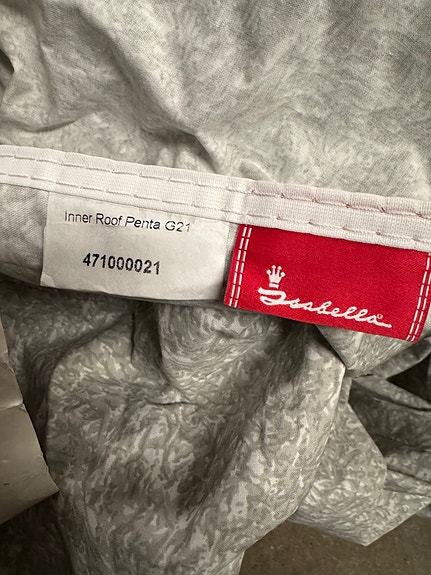 Inner Roof Penta G21
471000021
Isabella